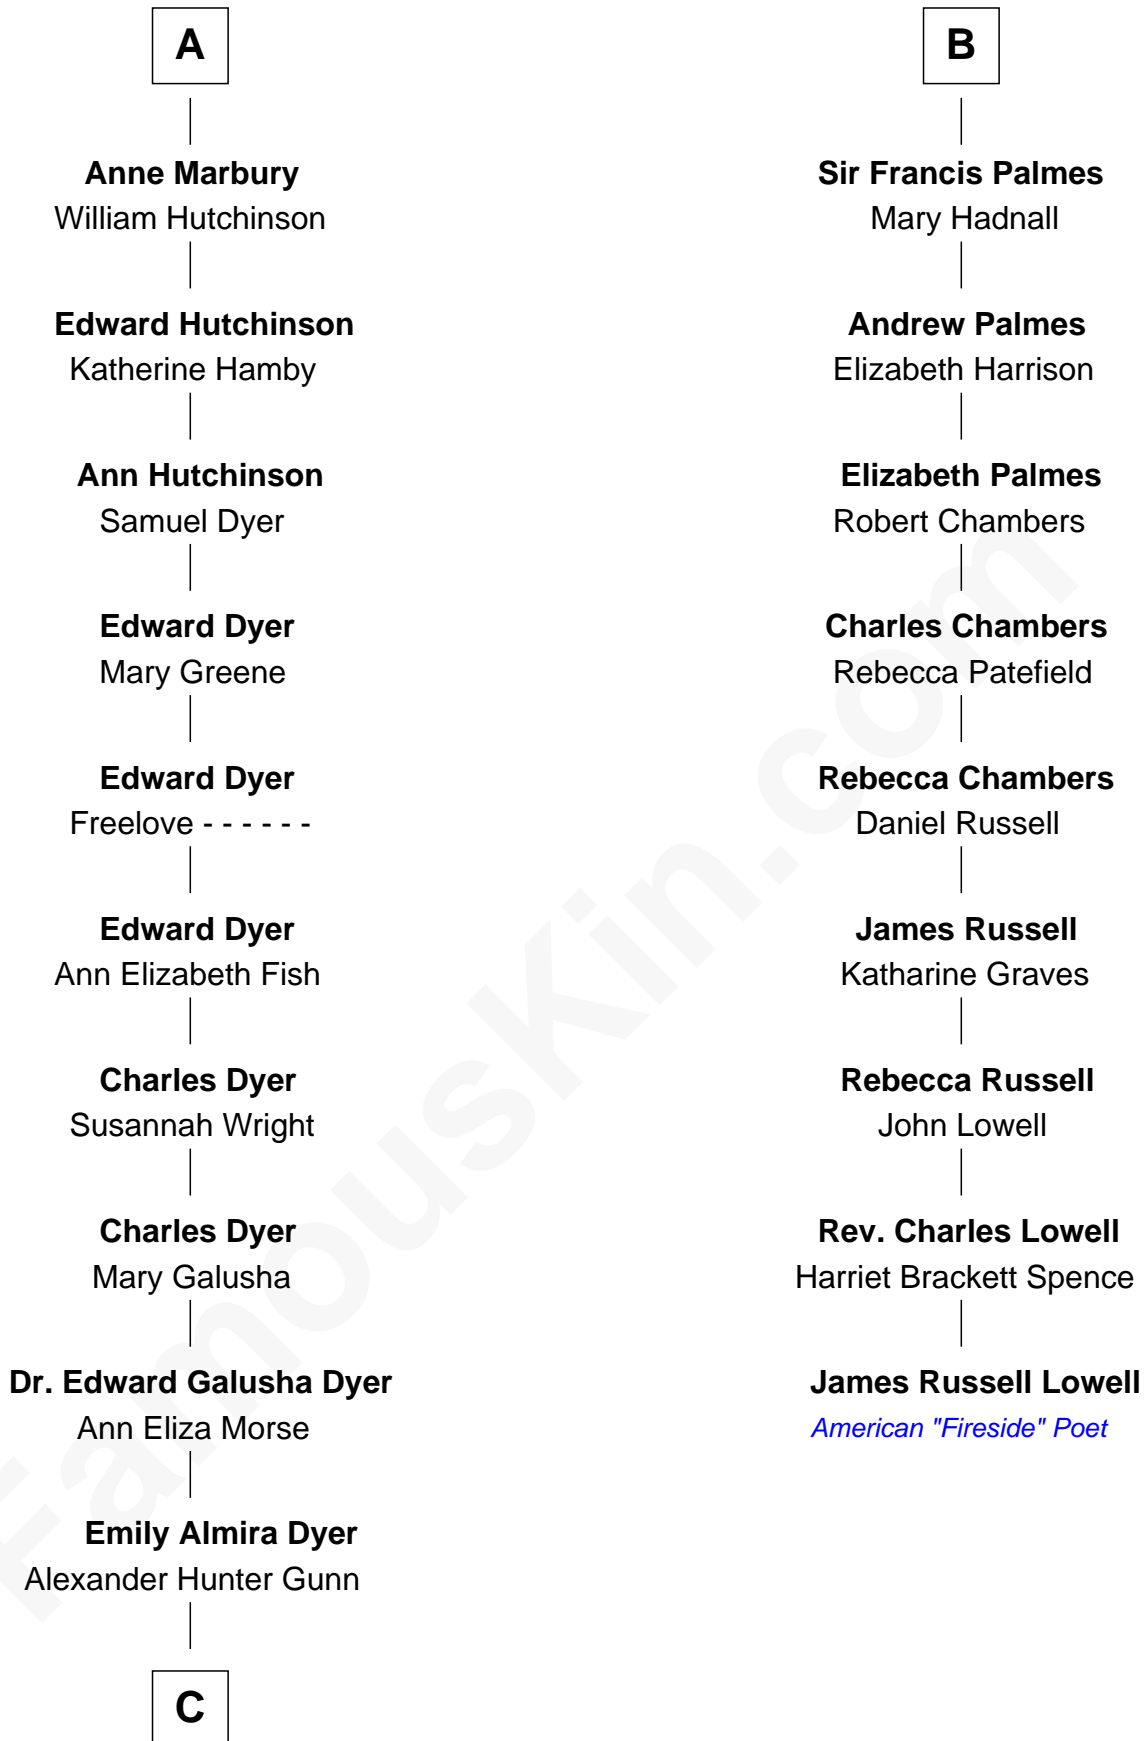 A
Anne Marbury
William Hutchinson
Edward Hutchinson
Katherine Hamby
Ann Hutchinson
Samuel Dyer
Edward Dyer
Mary Greene
Edward Dyer
Freelove - - - - - -
Edward Dyer
Ann Elizabeth Fish
Charles Dyer
Susannah Wright
Charles Dyer
Mary Galusha
Dr. Edward Galusha Dyer
Ann Eliza Morse
Emily Almira Dyer
Alexander Hunter Gunn
C
B
Sir Francis Palmes
Mary Hadnall
Andrew Palmes
Elizabeth Harrison
Elizabeth Palmes
Robert Chambers
Charles Chambers
Rebecca Patefield
Rebecca Chambers
Daniel Russell
James Russell
Katharine Graves
Rebecca Russell
John Lowell
Rev. Charles Lowell
Harriet Brackett Spence
James Russell Lowell
American "Fireside" Poet
FamousKin.com